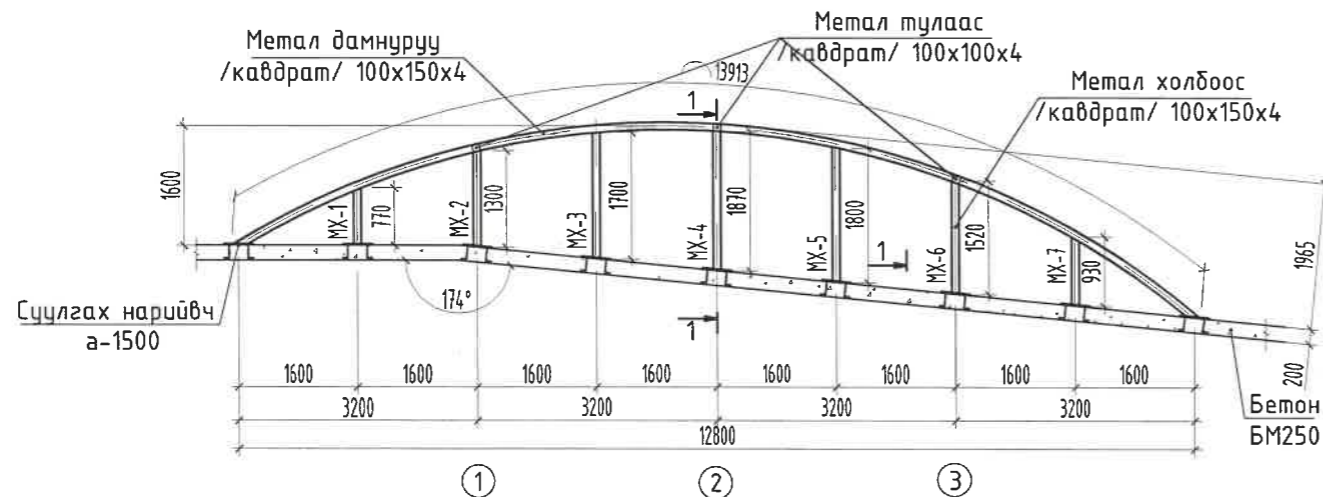 Метал дамнуруу
/кавдрат/ 100х150х4
13913
Метал тулаас
/кавдрат/ 100х100х4
Метал холбоос
/кавдрат/ 100х150х4
1
1
1
1600
МХ-1
770
МХ-2
1300
МХ-3
1700
МХ-4
1870
МХ-5
1800
МХ-6
1520
МХ-7
930
1965
200
174°
Суулгах нарийвч
а-1500
1600
1600
1600
1600
1600
1600
1600
1600
3200
3200
3200
3200
12800
Бетон
БМ250
1
2
3